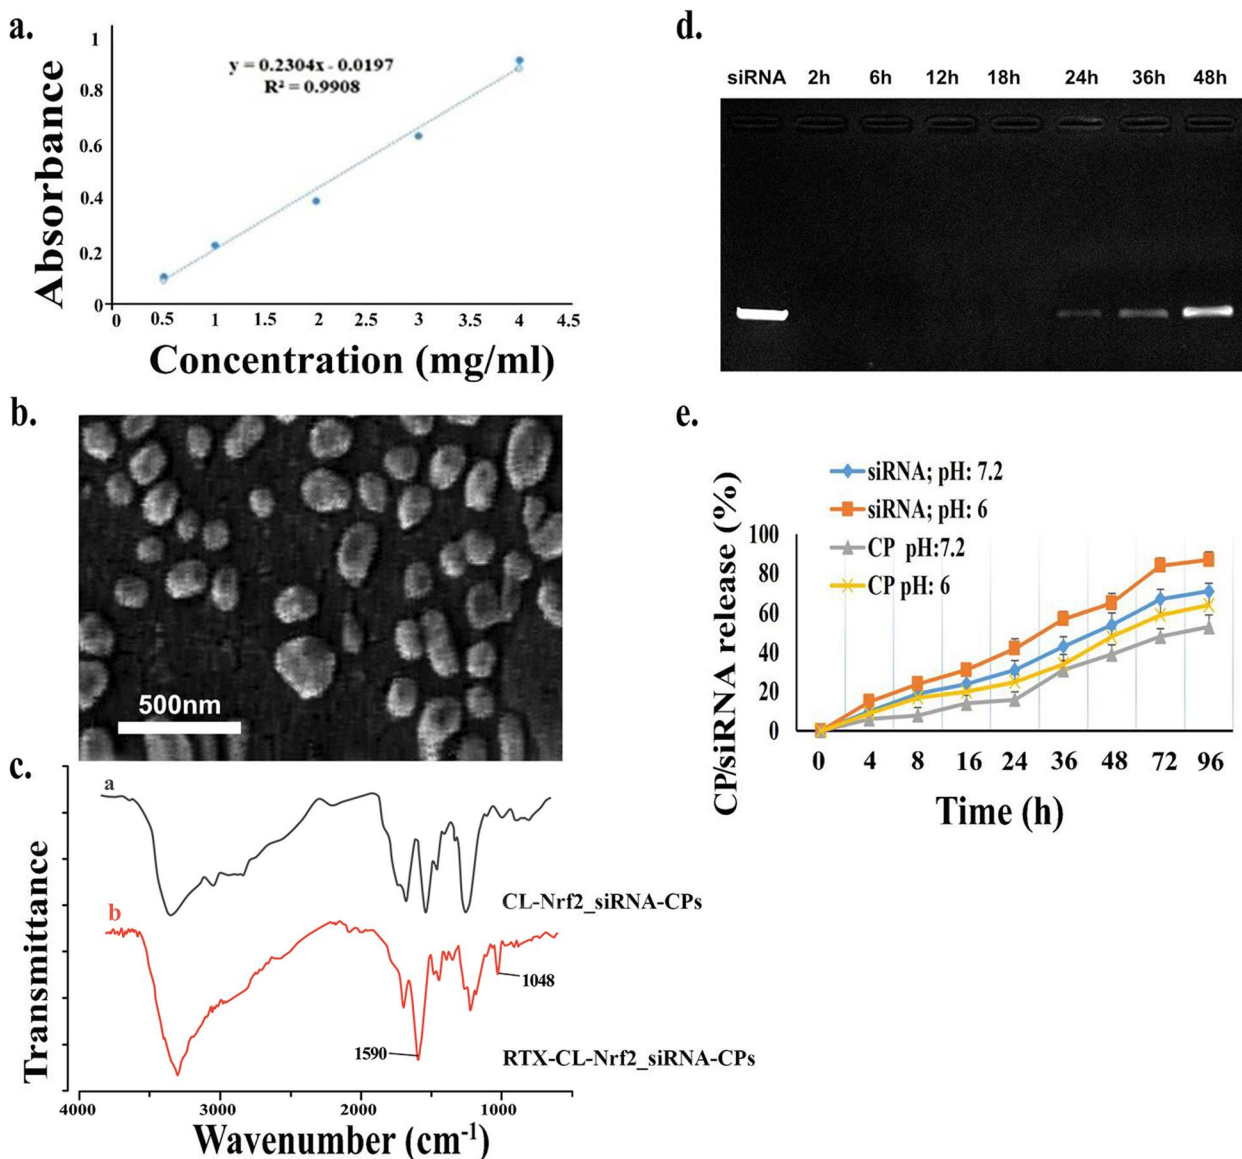 a.
Absorbance
1
0.8
0.6
0.4
0.2
0
y = 0.2304x - 0.0197
R² = 0.9908
0 0.5 1 1.5 2 2.5 3 3.5 4 4.5
Concentration (mg/ml)
b.
500nm
c.
Transmittance
a
CL-Nrf2_siRNA-CPs
b
1048
1590
RTX-CL-Nrf2_siRNA-CPs
4000 3000 2000 1000
Wavenumber (cm⁻¹)
d.
siRNA 2h 6h 12h 18h 24h 36h 48h
e.
CP/siRNA release (%)
siRNA; pH: 7.2
siRNA; pH: 6
CP pH:7.2
CP pH: 6
100
80
60
40
20
0
0 4 8 16 24 36 48 72 96
Time (h)